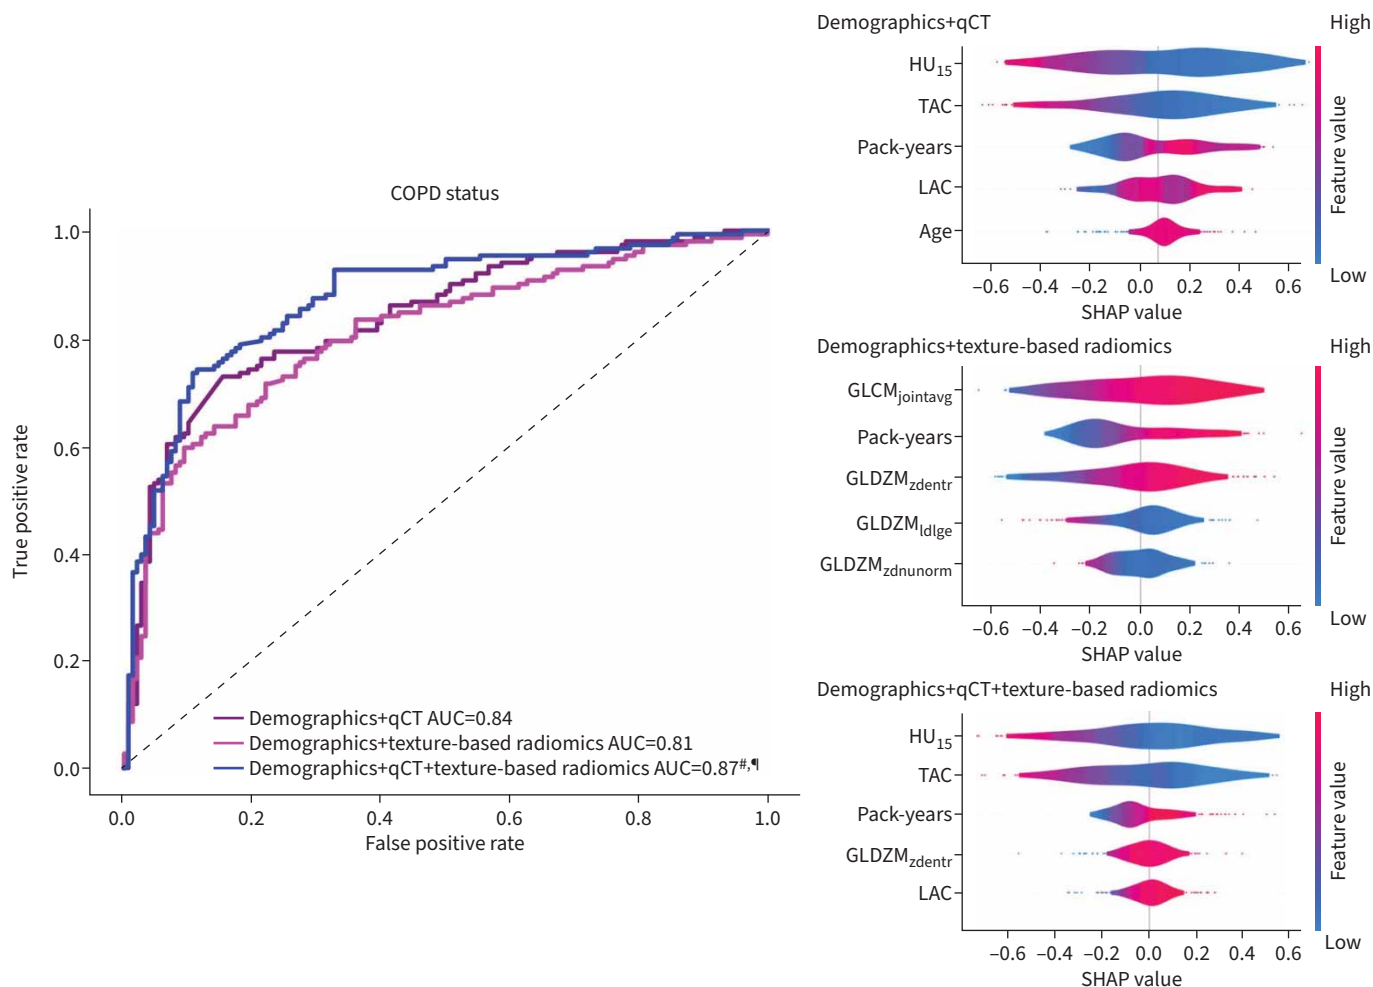 COPD status
1.0
0.8
0.6
0.4
0.2
0.0
True positive rate
Demographics+qCT AUC=0.84
Demographics+texture-based radiomics AUC=0.81
Demographics+qCT+texture-based radiomics AUC=0.87#,¶
0.0 0.2 0.4 0.6 0.8 1.0
False positive rate
Demographics+qCT
High
HU15
TAC
Pack-years
LAC
Age
Feature value
Low
–0.6 –0.4 –0.2 0.0 0.2 0.4 0.6
SHAP value
Demographics+texture-based radiomics
High
GLCMjointavg
Pack-years
GLDZMzdentr
GLDZMldlge
GLDZMzdnunorm
Feature value
Low
–0.6 –0.4 –0.2 0.0 0.2 0.4 0.6
SHAP value
Demographics+qCT+texture-based radiomics
High
HU15
TAC
Pack-years
GLDZMzdentr
LAC
Feature value
Low
–0.6 –0.4 –0.2 0.0 0.2 0.4 0.6
SHAP value